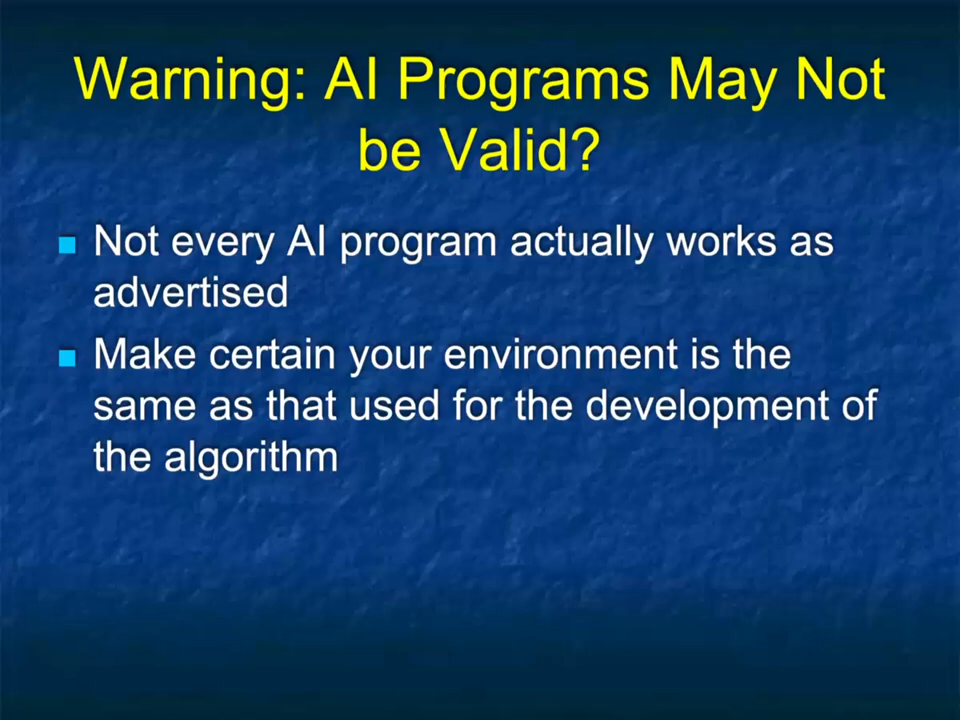 Warning: AI Programs May Not
be Valid?
Not every AI program actually works as
advertised
Make certain your environment is the
same as that used for the development of
the algorithm